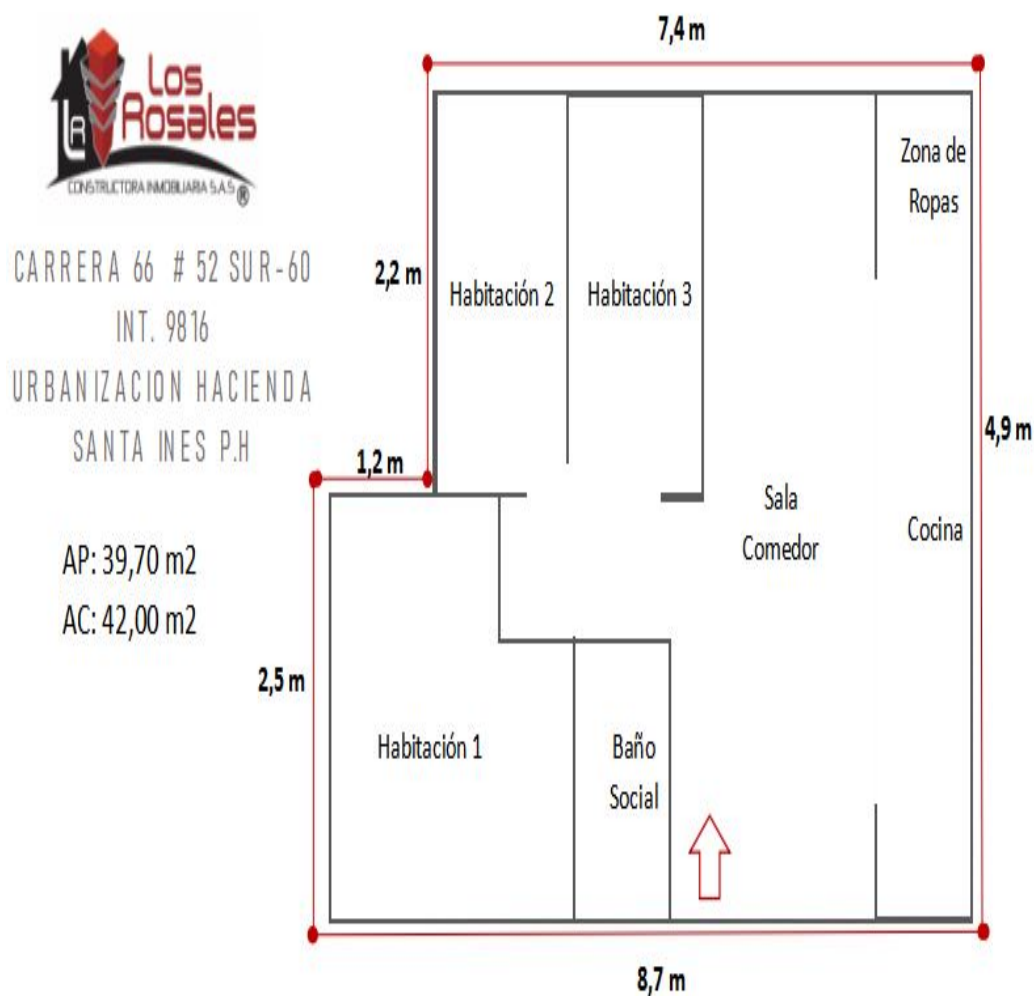 Los
Rosales
LR
CONSTRUCTORA INMOBILIARIA S.A.S ®
CARRERA 66 # 52 SUR-60
INT. 9816
URBANIZACION HACIENDA
SANTA INES P.H
AP: 39,70 m2
AC: 42,00 m2
7,4 m
2,2 m
1,2 m
2,5 m
4,9 m
8,7 m
Zona de
Ropas
Habitación 2
Habitación 3
Sala
Comedor
Cocina
Habitación 1
Baño
Social